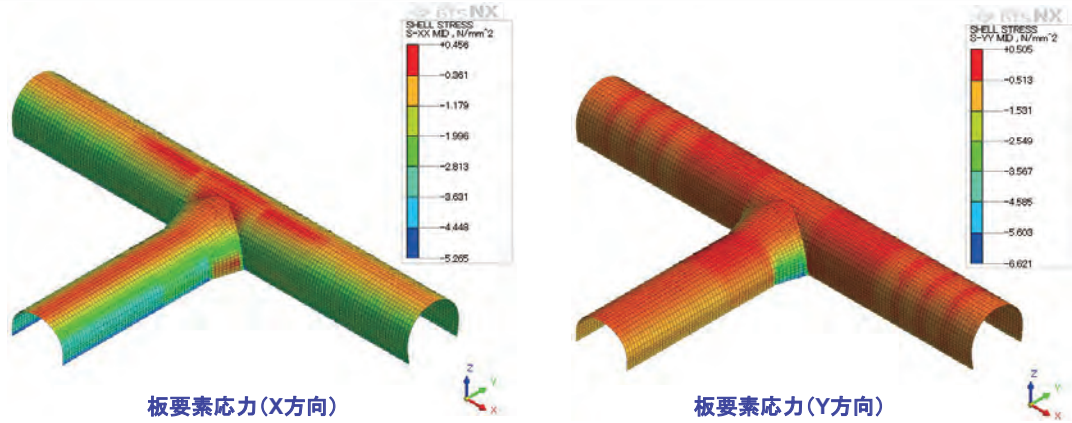 GTSNX
SHELL STRESS
S-XX MID , N/mm^2
+0.456
-0.361
-1.179
-1.996
-2.813
-3.631
-4.448
-5.265
Z
Y
X
板要素応力(X方向)
GTSNX
SHELL STRESS
S-YY MID , N/mm^2
+0.505
-0.513
-1.531
-2.549
-3.567
-4.585
-5.603
-6.621
Z
Y
X
板要素応力(Y方向)